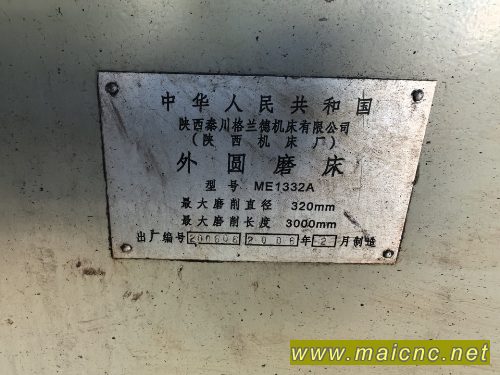 中华人民共和国
陕西秦川格兰德机床有限公司
(陕西机床厂)
外圆磨床
型号 ME1332A
最大磨削直径 320mm
最大磨削长度 3000mm
出厂编号 200606 2006 年 2 月制造
www.maicnc.net